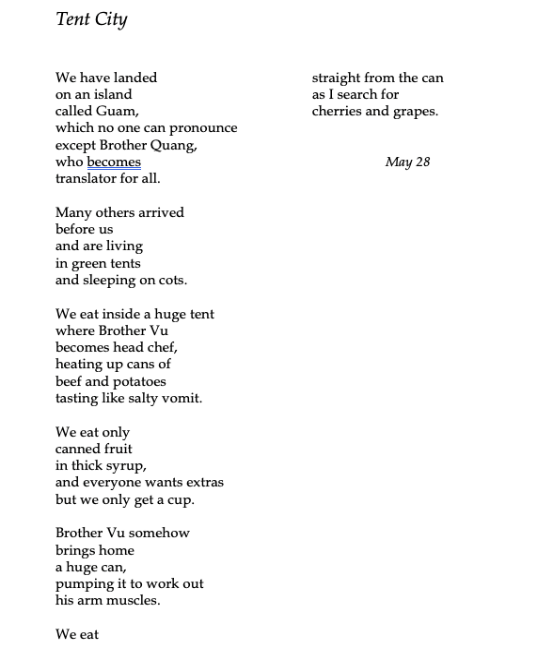 Tent City
We have landed
on an island
called Guam,
which no one can pronounce
except Brother Quang,
who becomes
translator for all.
Many others arrived
before us
and are living
in green tents
and sleeping on cots.
We eat inside a huge tent
where Brother Vu
becomes head chef,
heating up cans of
beef and potatoes
tasting like salty vomit.
We eat only
canned fruit
in thick syrup,
and everyone wants extras
but we only get a cup.
Brother Vu somehow
brings home
a huge can,
pumping it to work out
his arm muscles.
We eat
straight from the can
as I search for
cherries and grapes.
May 28